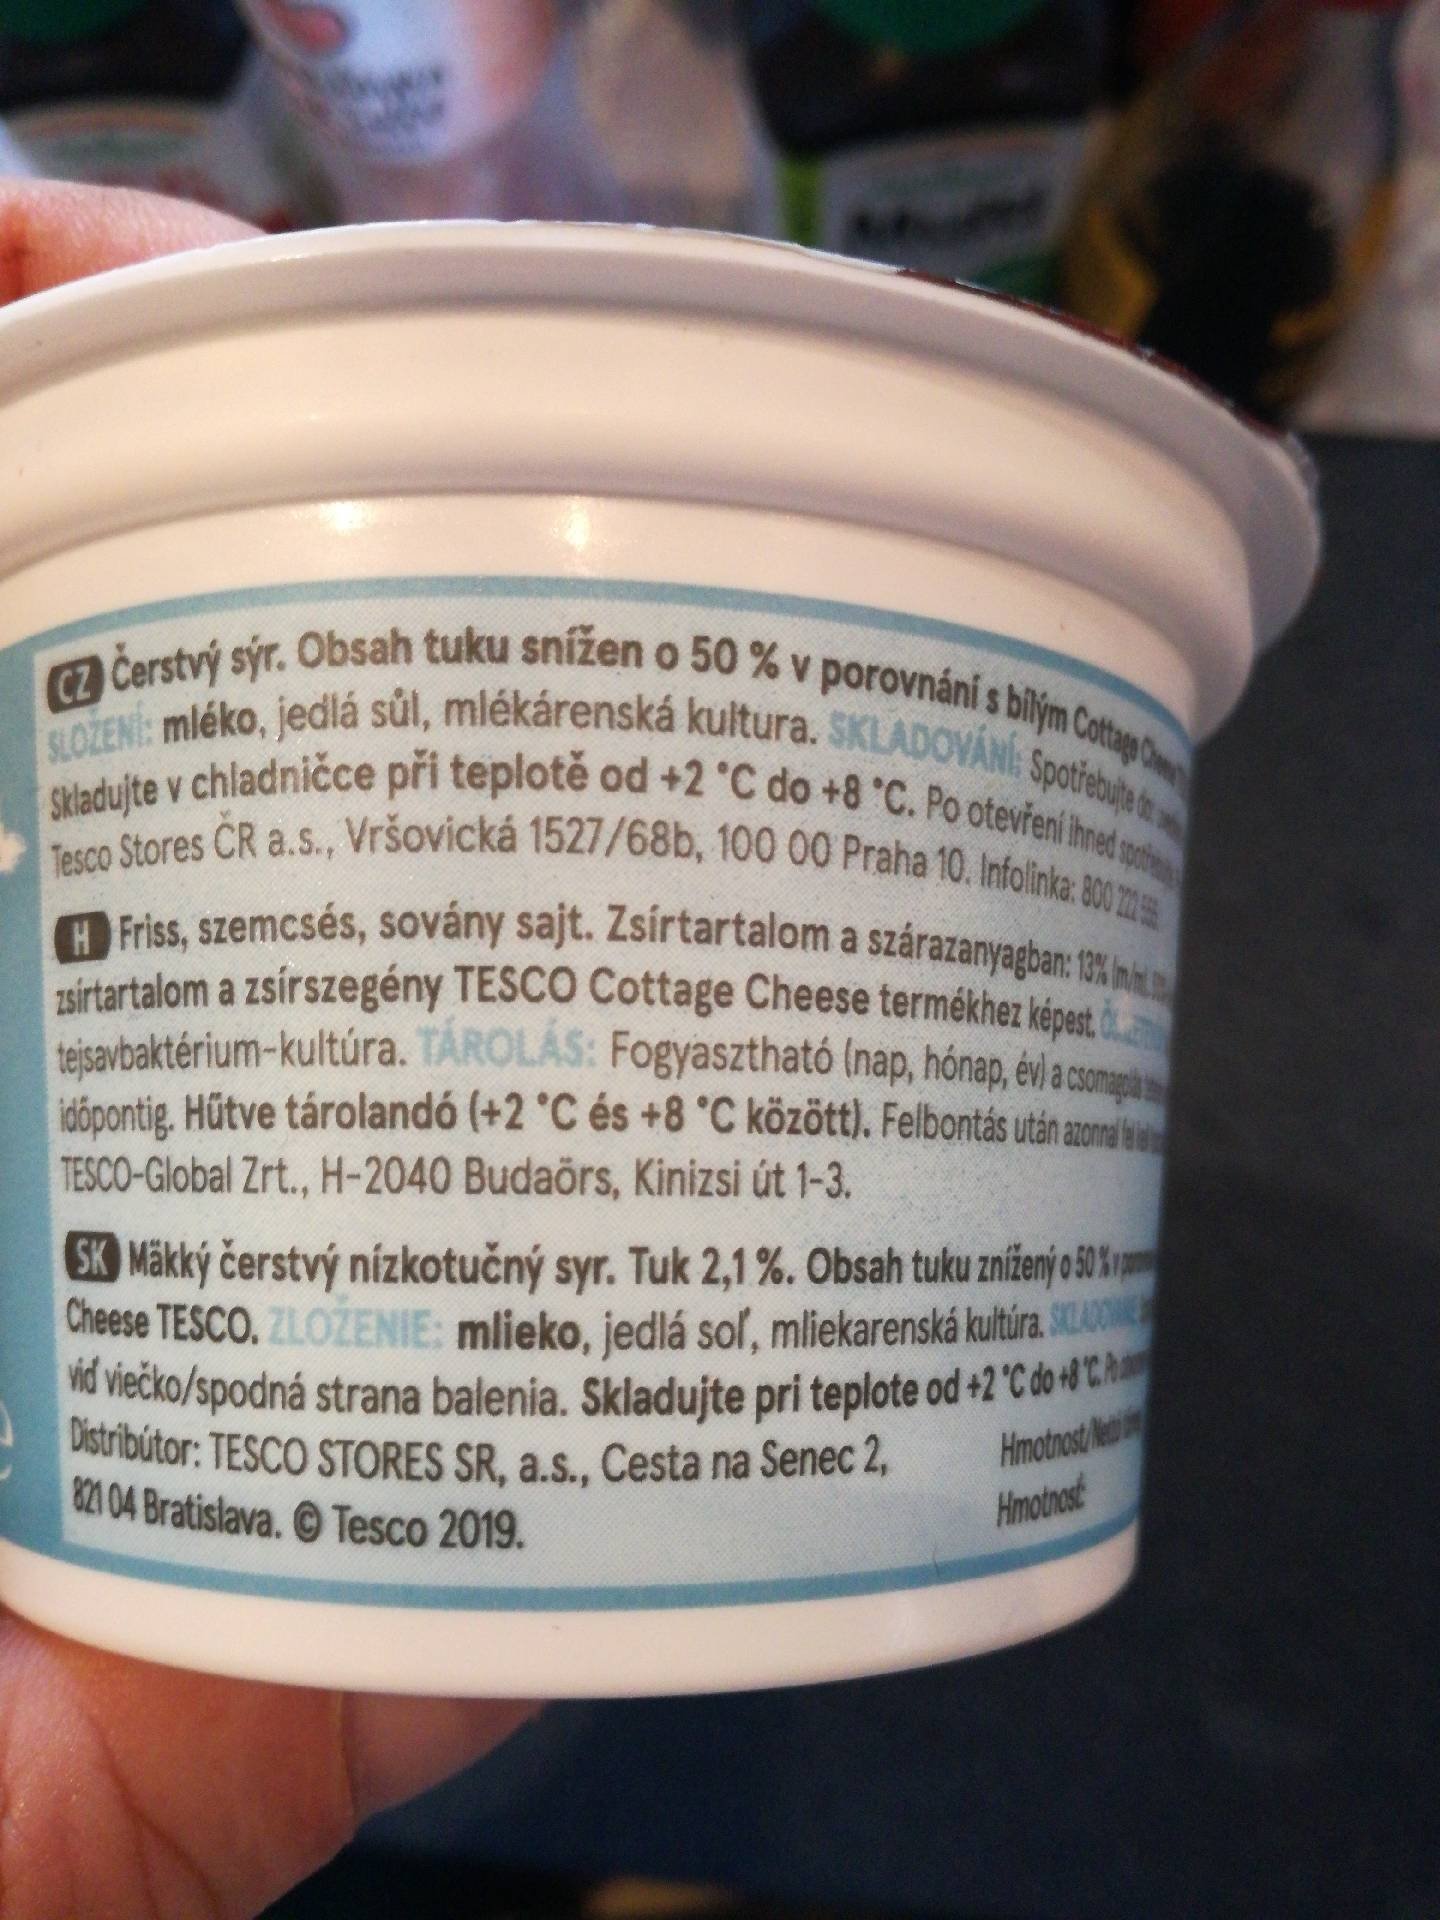 CZ Čerstvý sýr. Obsah tuku snížen o 50 % v porovnání s bílým Cottage Cheese
SLOŽENÍ: mléko, jedlá sůl, mlékárenská kultura. SKLADOVÁNÍ: Spotřebujte do:
Skladujte v chladničce při teplotě od +2 °C do +8 °C. Po otevření ihned
Tesco Stores ČR a.s., Vršovická 1527/68b, 100 00 Praha 10. Infolinka: 800 222
H Friss, szemcsés, sovány sajt. Zsírtartalom a szárazanyagban: 13% (m/m).
zsírtartalom a zsírszegény TESCO Cottage Cheese termékhez képest.
tejsavbaktérium-kultúra. TÁROLÁS: Fogyasztható (nap, hónap, év) a csomagolás
időpontig. Hűtve tárolandó (+2 °C és +8 °C között). Felbontás után azonnal fel kell
TESCO-Global Zrt., H-2040 Budaörs, Kinizsi út 1-3.
SK Mäkký čerstvý nízkotučný syr. Tuk 2,1 %. Obsah tuku znížený o 50 % v
Cheese TESCO. ZLOŽENIE: mlieko, jedlá soľ, mliekarenská kultúra. SKLADOVANIE:
viď viečko/spodná strana balenia. Skladujte pri teplote od +2 °C do +8 °C. Po
Distribútor: TESCO STORES SR, a.s., Cesta na Senec 2,
821 04 Bratislava. © Tesco 2019.
Hmotnost/Nettó
Hmotnosť: